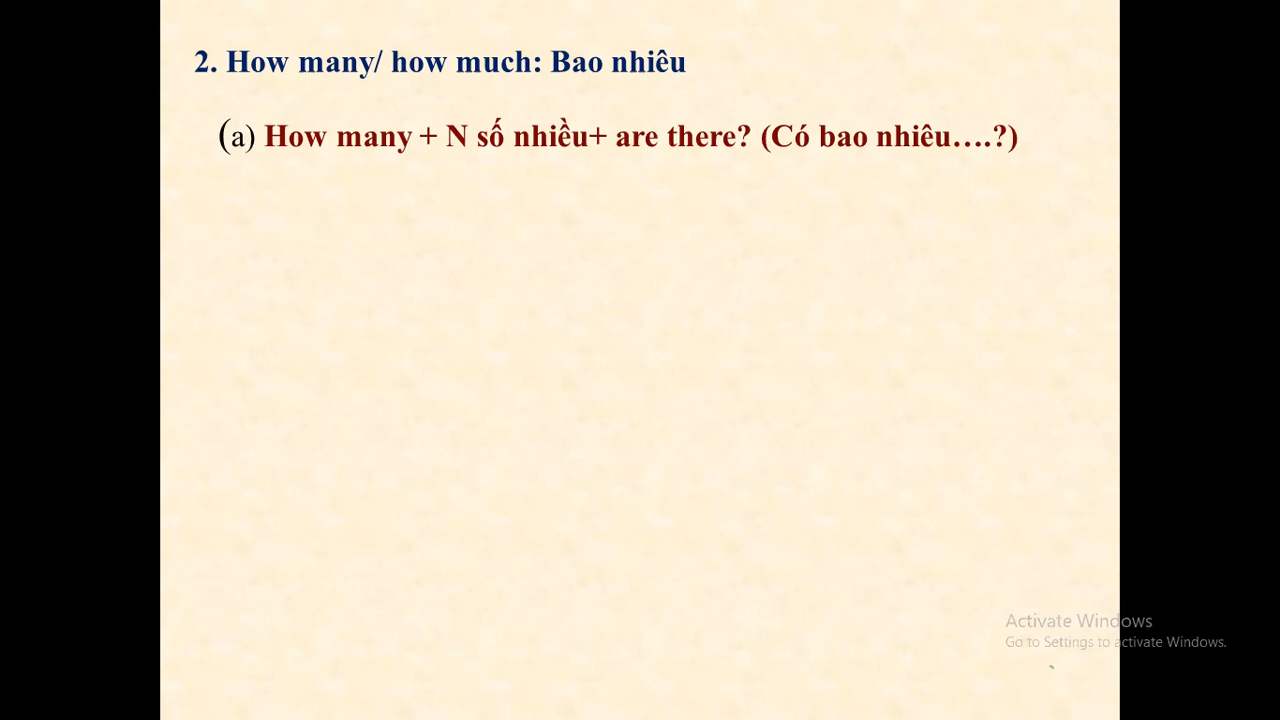 2. How many/ how much: Bao nhiêu
(a) How many + N số nhiều+ are there? (Có bao nhiêu….?)
Activate Windows
Go to Settings to activate Windows.